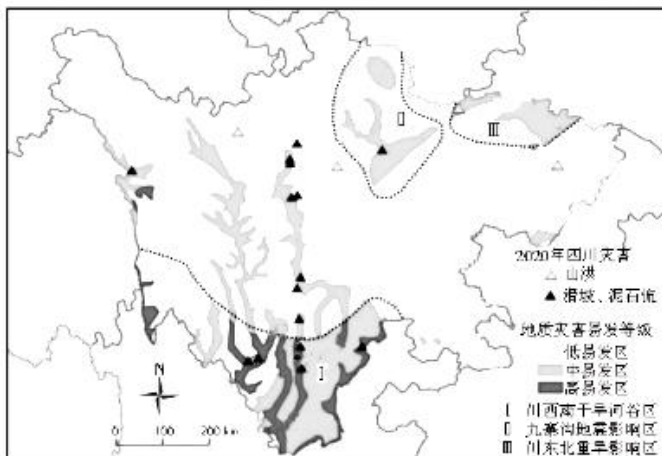 Ⅱ
Ⅲ
Ⅰ
N
0 100 200 km
2020年四川灾害
△ 山洪
▲ 滑坡、泥石流
地质灾害易发等级
低易发区
中易发区
高易发区
Ⅰ 川西南干旱河谷区
Ⅱ 九寨沟地震影响区
Ⅲ 川东北重旱影响区